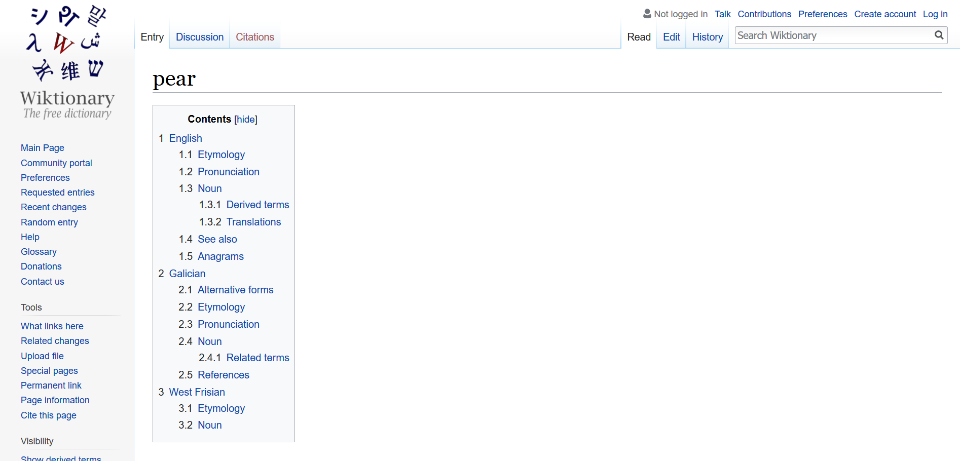 シ Ри 말
λ W ش
维 ש
Wiktionary
The free dictionary
Main Page
Community portal
Preferences
Requested entries
Recent changes
Random entry
Help
Glossary
Donations
Contact us
Tools
What links here
Related changes
Upload file
Special pages
Permanent link
Page information
Cite this page
Visibility
Show derived terms
Not logged in Talk Contributions Preferences Create account Log in
Entry Discussion Citations
Read Edit History Search Wiktionary
pear
Contents [hide]
1 English
1.1 Etymology
1.2 Pronunciation
1.3 Noun
1.3.1 Derived terms
1.3.2 Translations
1.4 See also
1.5 Anagrams
2 Galician
2.1 Alternative forms
2.2 Etymology
2.3 Pronunciation
2.4 Noun
2.4.1 Related terms
2.5 References
3 West Frisian
3.1 Etymology
3.2 Noun